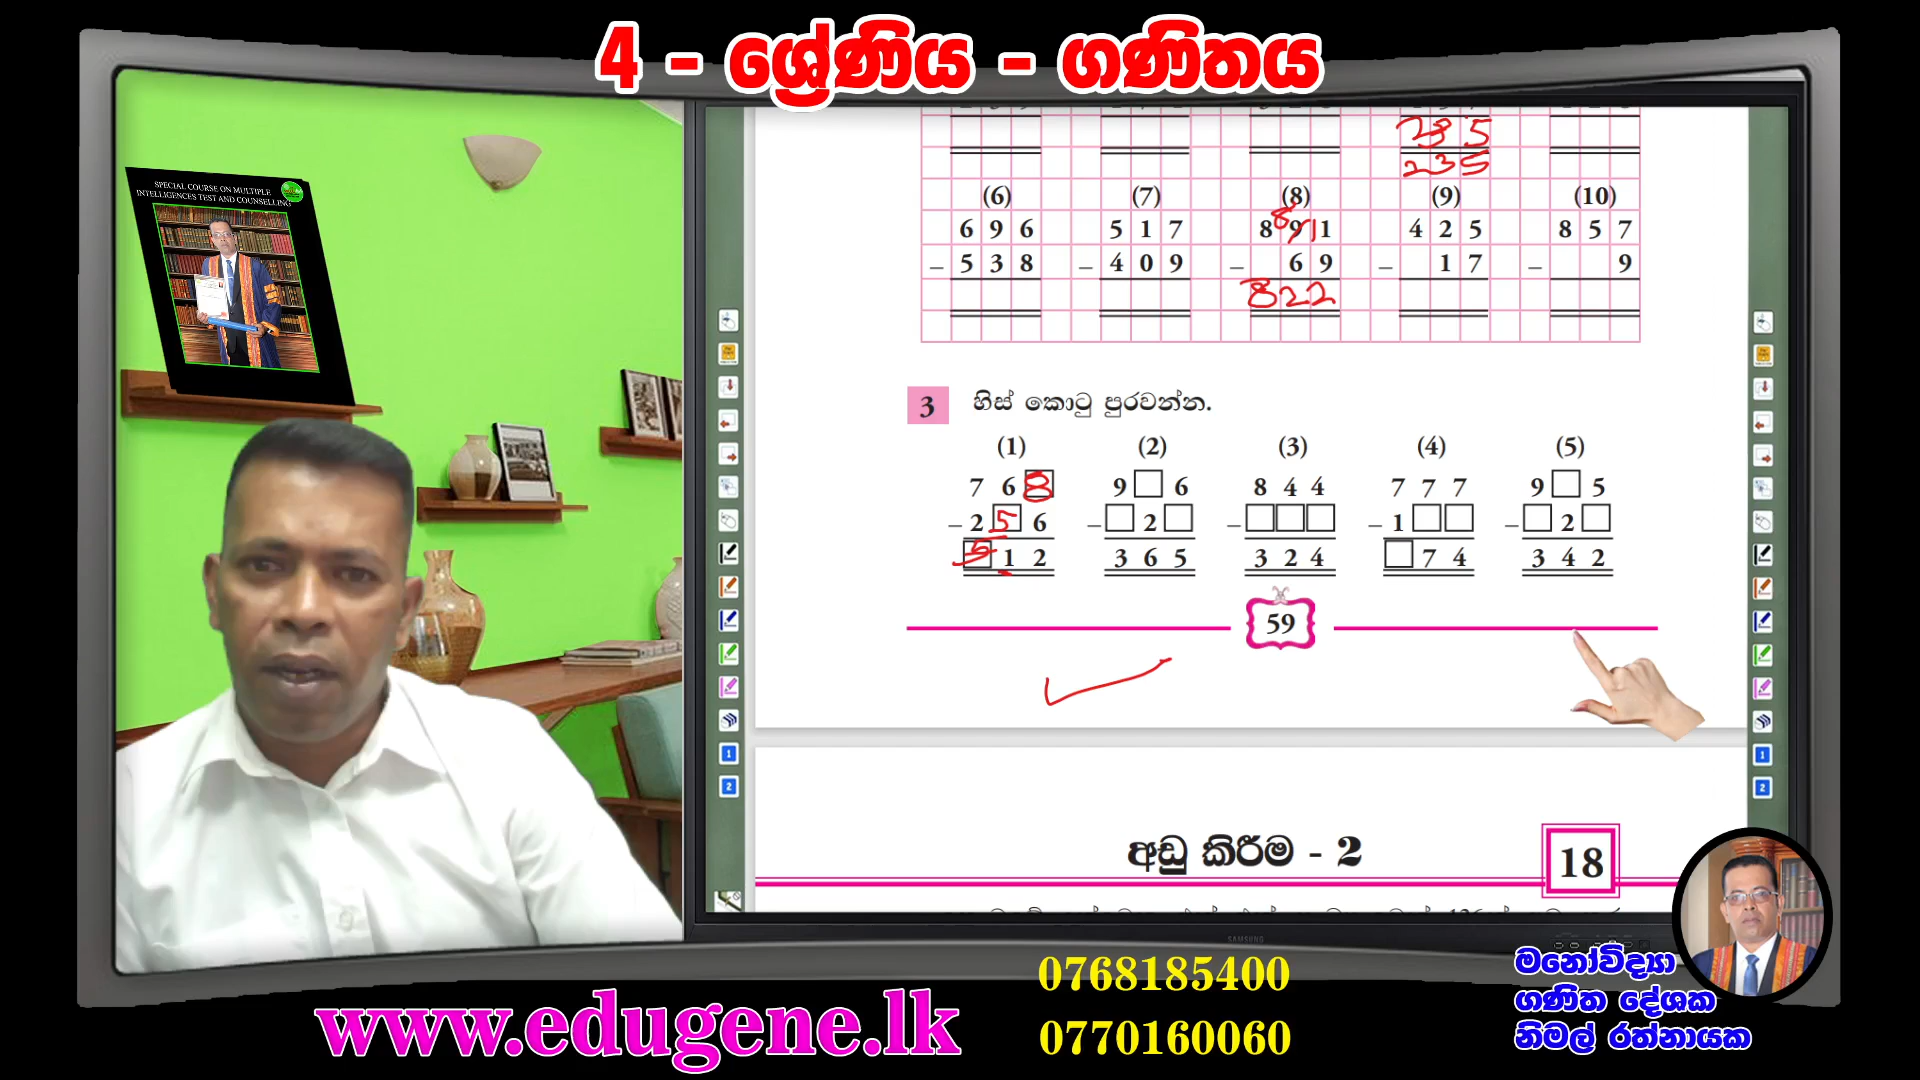 4 - ශ්‍රේණිය - ගණිතය
SPECIAL COURSE ON MULTIPLE
INTELLIGENCES TEST AND COUNSELLING
235
235
(6) (7) (8) (9) (10)
8
6 9 6 5 1 7 8 9 1 1 4 2 5 8 5 7
- 5 3 8 - 4 0 9 - 6 9 - 1 7 - 9
822
3 හිස් කොටු පුරවන්න.
(1) (2) (3) (4) (5)
7 6 8 9 □ 6 8 4 4 7 7 7 9 □ 5
- 2 5 6 - □ 2 □ - □ □ □ - 1 □ □ - □ 2 □
5 1 2 3 6 5 3 2 4 □ 7 4 3 4 2
59
අඩු කිරීම - 2
18
SAMSUNG
www.edugene.lk
0768185400
0770160060
මනෝවිද්‍යා
ගණිත දේශක
නිමල් රත්නායක